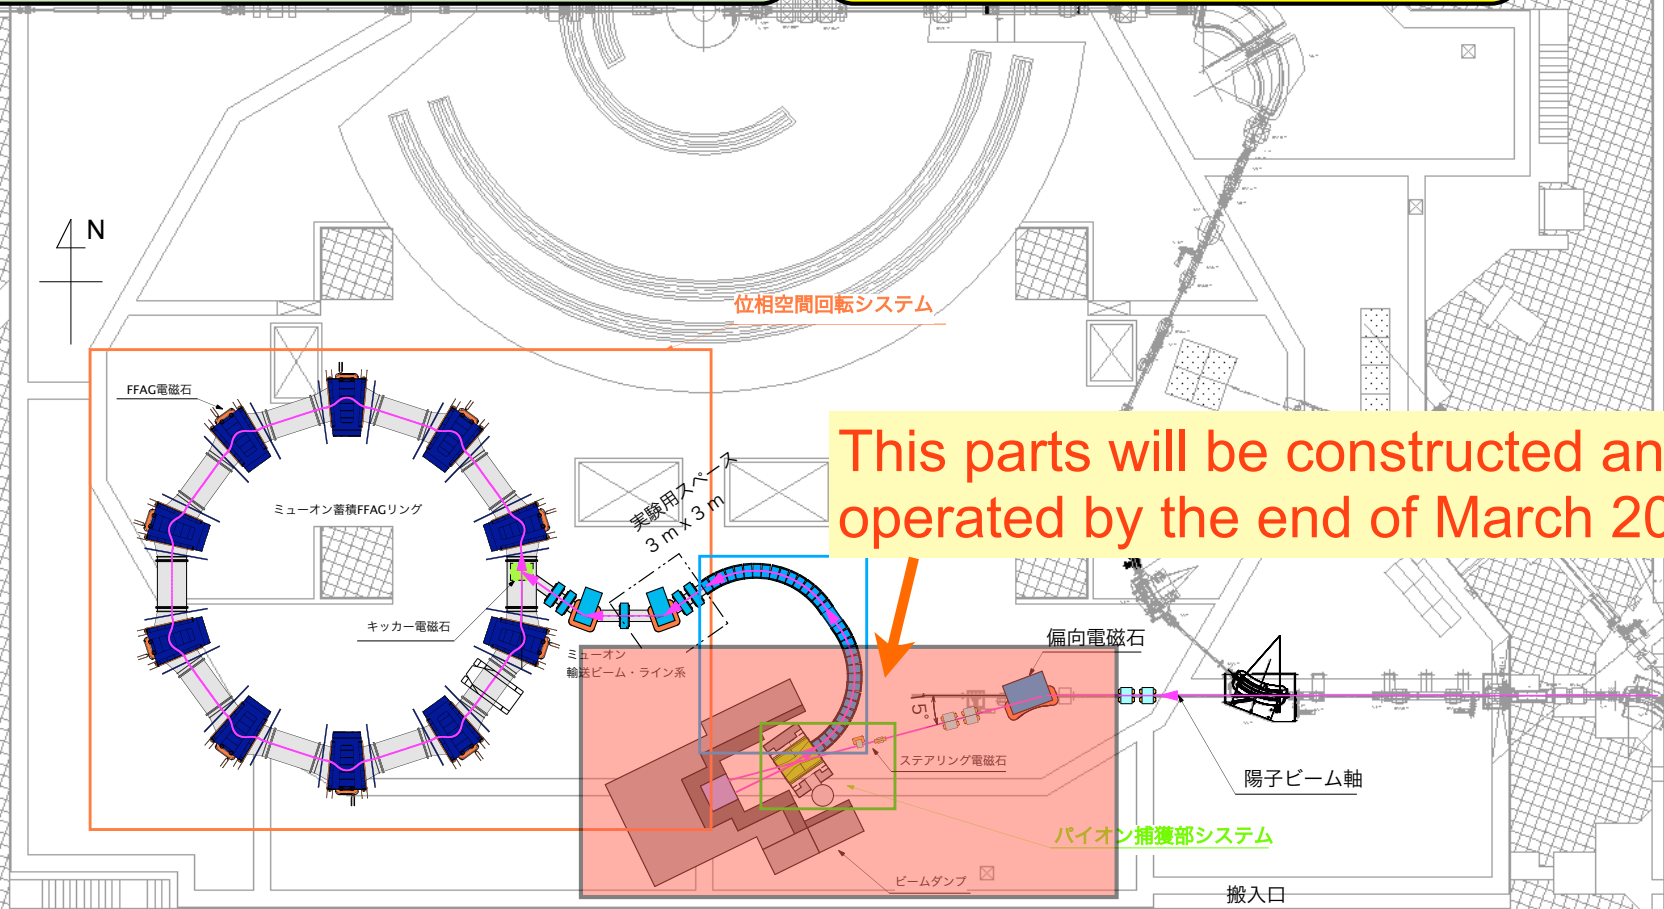 N
位相空間回転システム
FFAG電磁石
This parts will be constructed an
operated by the end of March 20
実験用スペース
3 m x 3 m
ミューオン蓄積FFAGリング
キッカー電磁石
ミューオン
輸送ビーム・ライン系
偏向電磁石
5°
ステアリング電磁石
陽子ビーム軸
パイオン捕獲部システム
ビームダンプ
搬入口